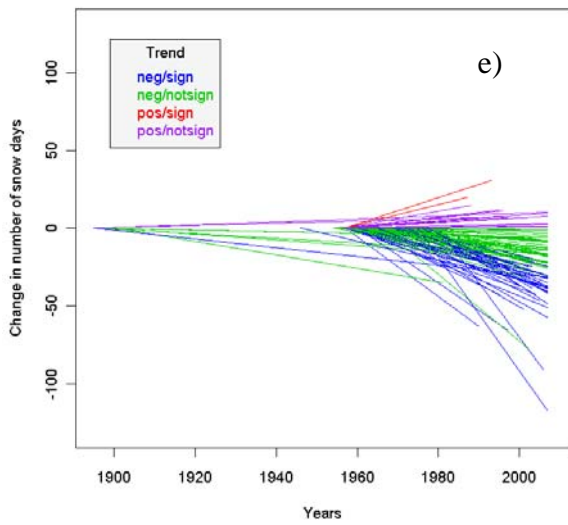 e)
Trend
neg/sign
neg/notsign
pos/sign
pos/notsign
Change in number of snow days
100
50
0
-50
-100
1900
1920
1940
1960
1980
2000
Years